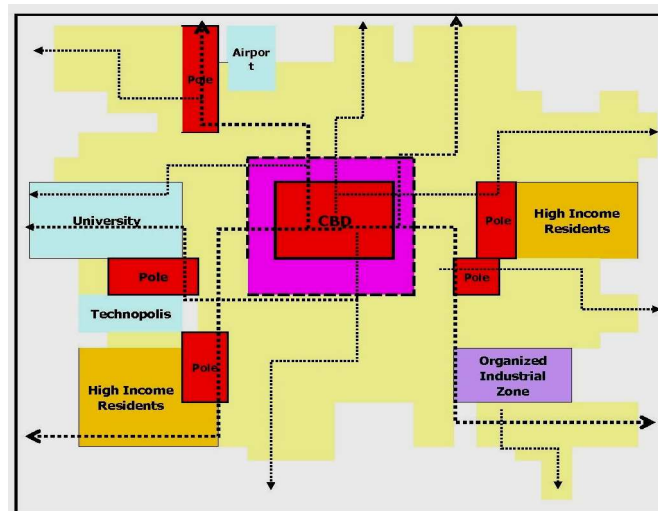 Airpor
t
Pole
University
CBD
Pole
High Income
Residents
Pole
Pole
Technopolis
Pole
High Income
Residents
Organized
Industrial
Zone